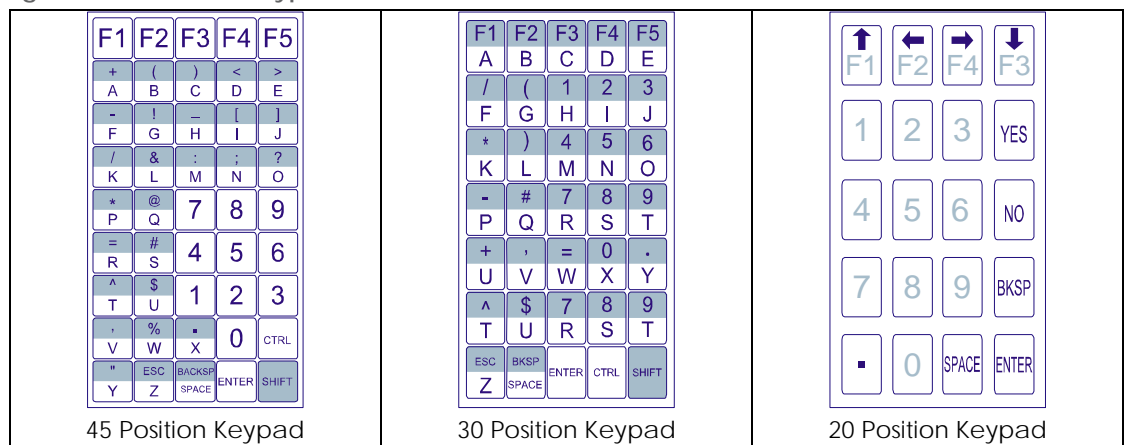 F1 F2 F3 F4 F5
+ ( ) < >
A B C D E
- ! _ [ ]
F G H I J
/ & : ; ?
K L M N O
* @
P Q 7 8 9
= #
R S 4 5 6
^ $
T U 1 2 3
, % .
V W X 0 CTRL
" ESC BACKSP
Y Z SPACE ENTER SHIFT
45 Position Keypad
F1 F2 F3 F4 F5
A B C D E
/ ( 1 2 3
F G H I J
* ) 4 5 6
K L M N O
- # 7 8 9
P Q R S T
+ , = 0 .
U V W X Y
^ $ 7 8 9
T U R S T
ESC BKSP
Z SPACE ENTER CTRL SHIFT
30 Position Keypad
↑ ← → ↓
F1 F2 F4 F3
1 2 3 YES
4 5 6 NO
7 8 9 BKSP
. 0 SPACE ENTER
20 Position Keypad